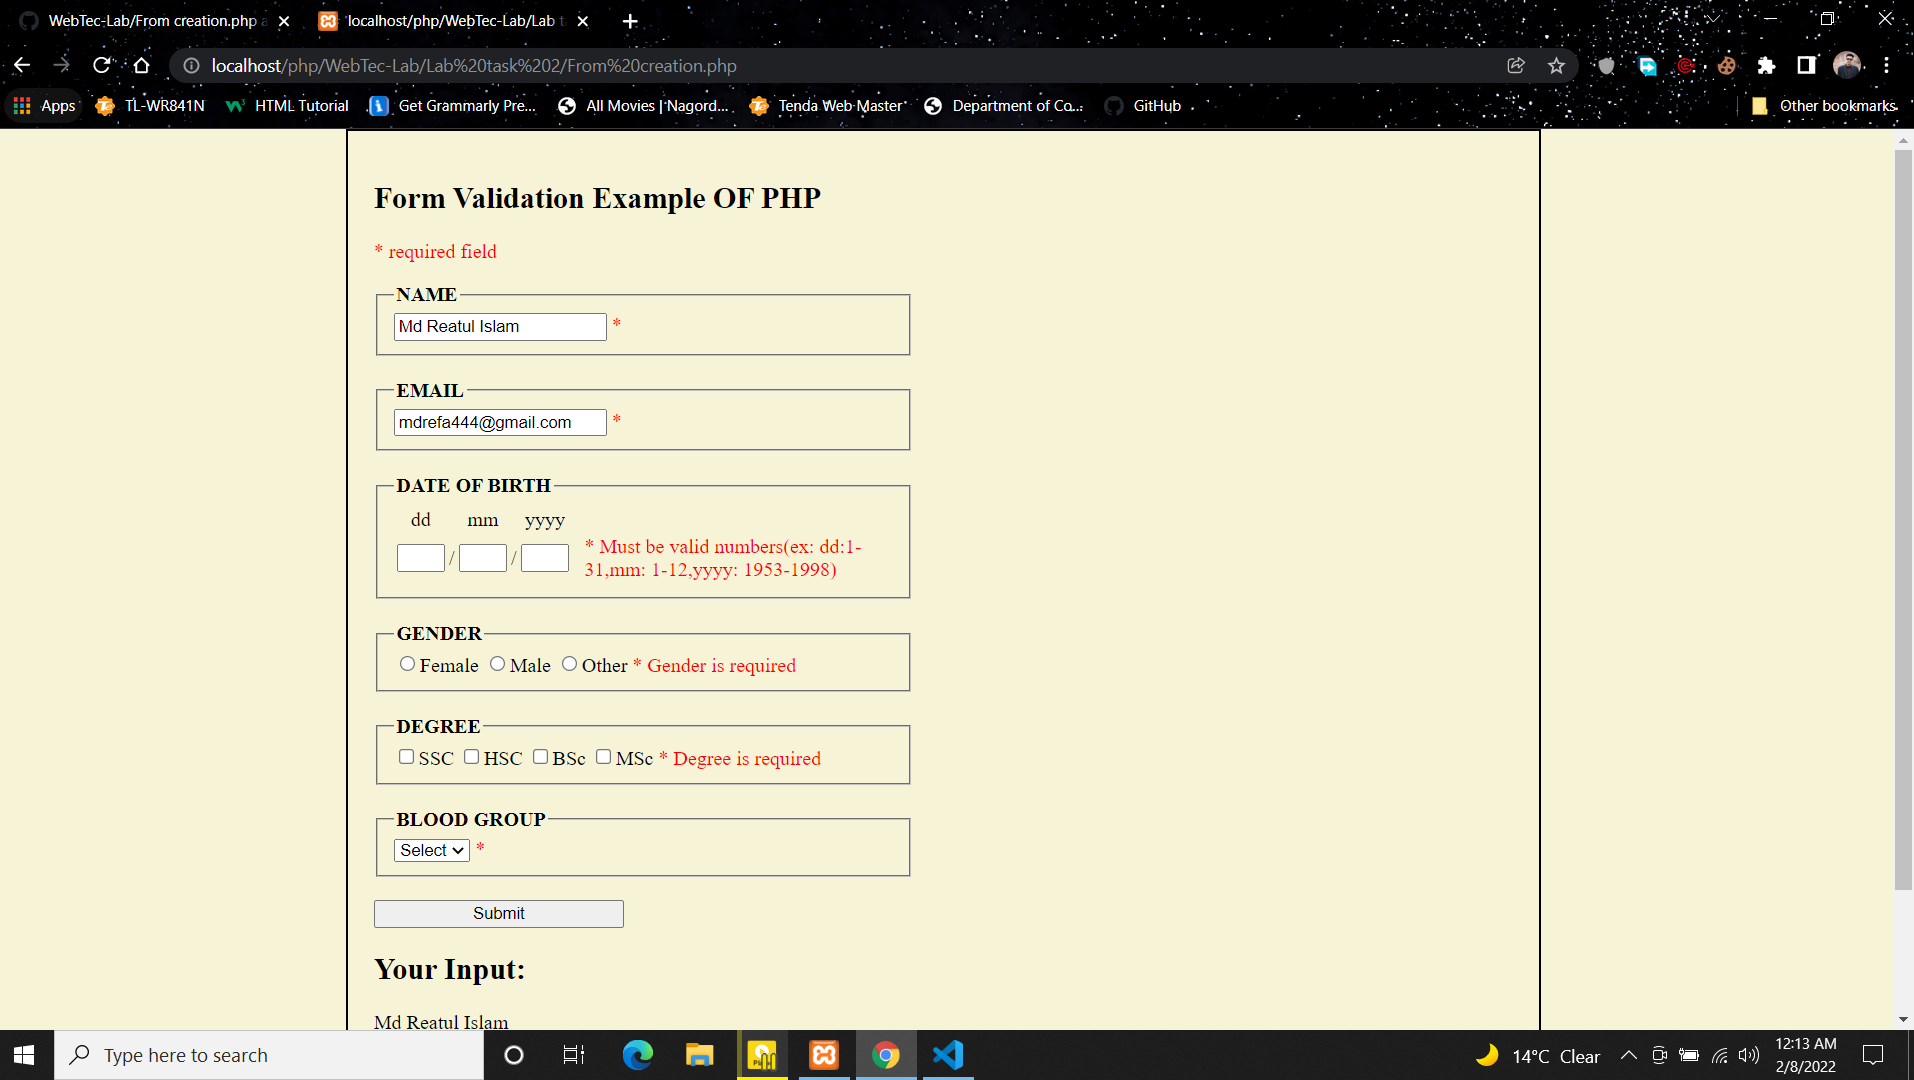 WebTec-Lab/From creation.php a
localhost/php/WebTec-Lab/Lab t
localhost/php/WebTec-Lab/Lab%20task%202/From%20creation.php
Apps
TL-WR841N
HTML Tutorial
Get Grammarly Pre...
All Movies | Nagord...
Tenda Web Master
Department of Co...
GitHub
Other bookmarks
Form Validation Example OF PHP
* required field
NAME
Md Reatul Islam *
EMAIL
mdrefa444@gmail.com *
DATE OF BIRTH
dd mm yyyy
/ / * Must be valid numbers(ex: dd:1-
31,mm: 1-12,yyyy: 1953-1998)
GENDER
Female Male Other * Gender is required
DEGREE
SSC HSC BSc MSc * Degree is required
BLOOD GROUP
Select *
Submit
Your Input:
Md Reatul Islam
Type here to search
14°C Clear
12:13 AM
2/8/2022